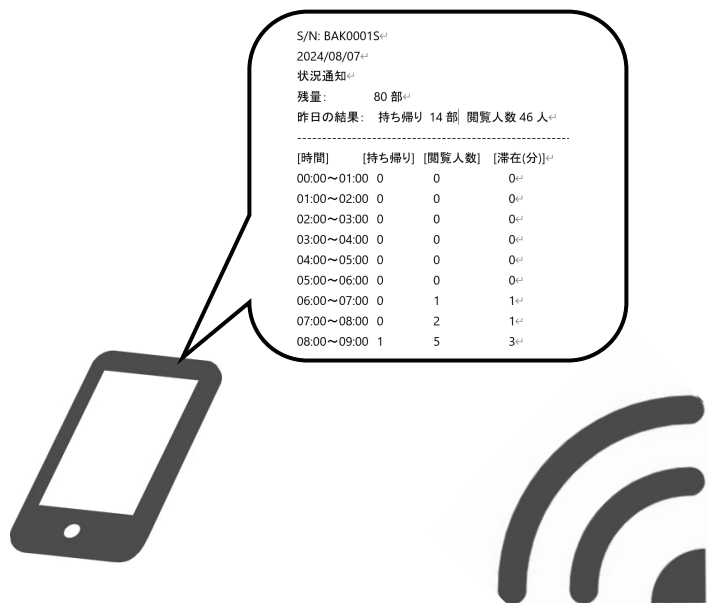 S/N: BAK0001S↵
2024/08/07↵
状況通知↵
残量: 80 部↵
昨日の結果: 持ち帰り 14 部 閲覧人数 46 人↵
------------------------------------------------------
[時間] [持ち帰り] [閲覧人数] [滞在(分)]↵
00:00～01:00 0 0 0↵
01:00～02:00 0 0 0↵
02:00～03:00 0 0 0↵
03:00～04:00 0 0 0↵
04:00～05:00 0 0 0↵
05:00～06:00 0 0 0↵
06:00～07:00 0 1 1↵
07:00～08:00 0 2 1↵
08:00～09:00 1 5 3↵